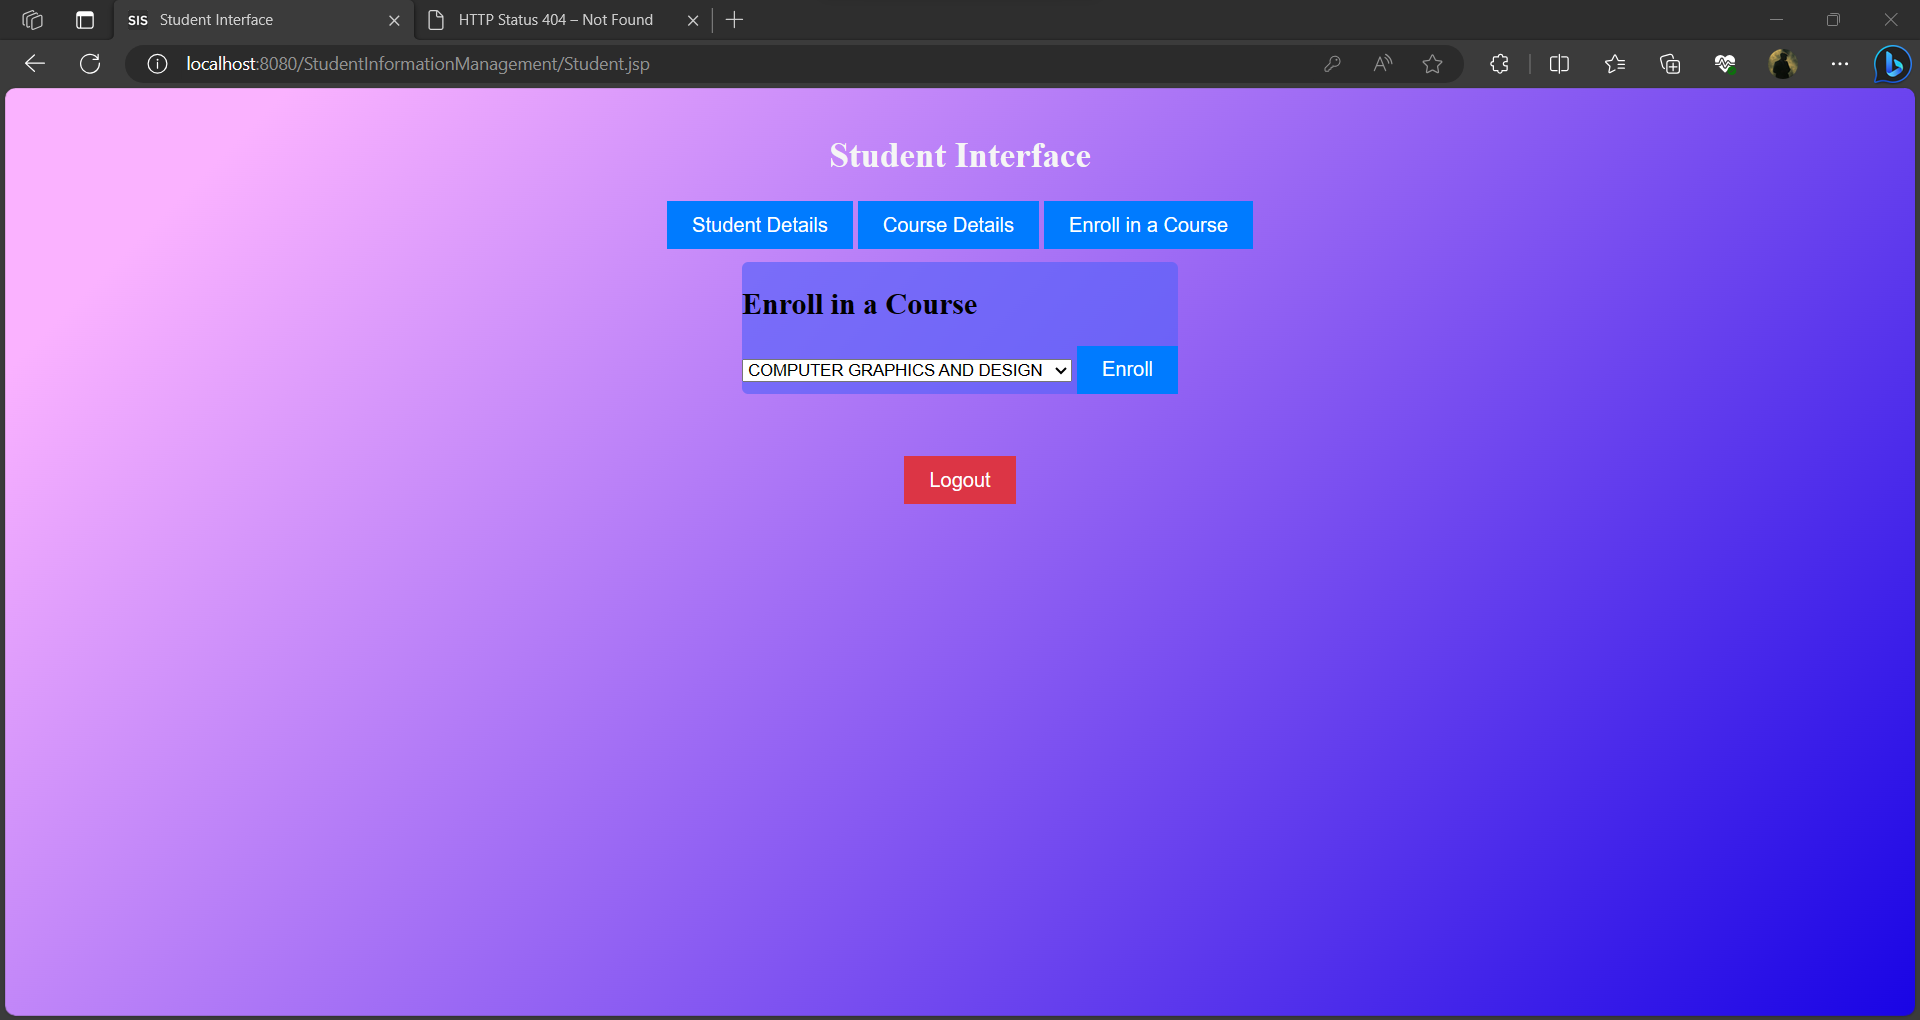 SIS Student Interface
HTTP Status 404 – Not Found
localhost:8080/StudentInformationManagement/Student.jsp
Student Interface
Student Details
Course Details
Enroll in a Course
Enroll in a Course
COMPUTER GRAPHICS AND DESIGN
Enroll
Logout